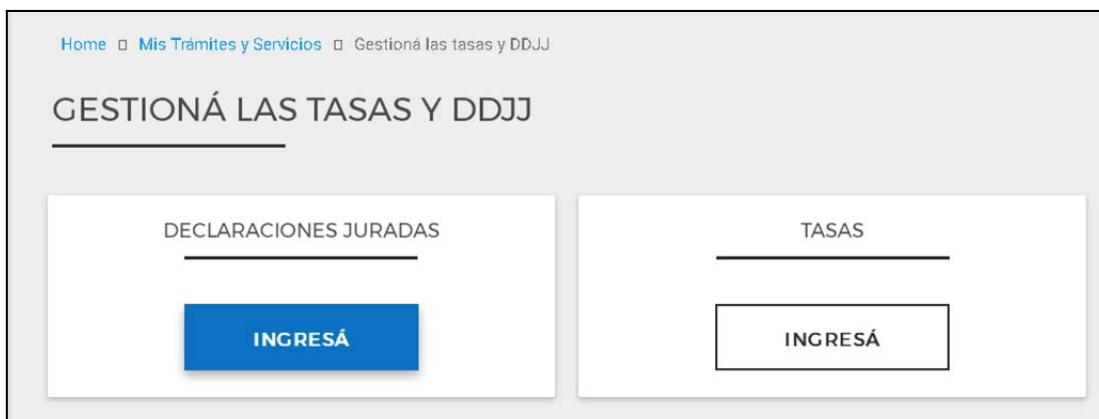 Home ▯ Mis Trámites y Servicios ▯ Gestioná las tasas y DDJJ
GESTIONÁ LAS TASAS Y DDJJ
DECLARACIONES JURADAS
INGRESÁ
TASAS
INGRESÁ